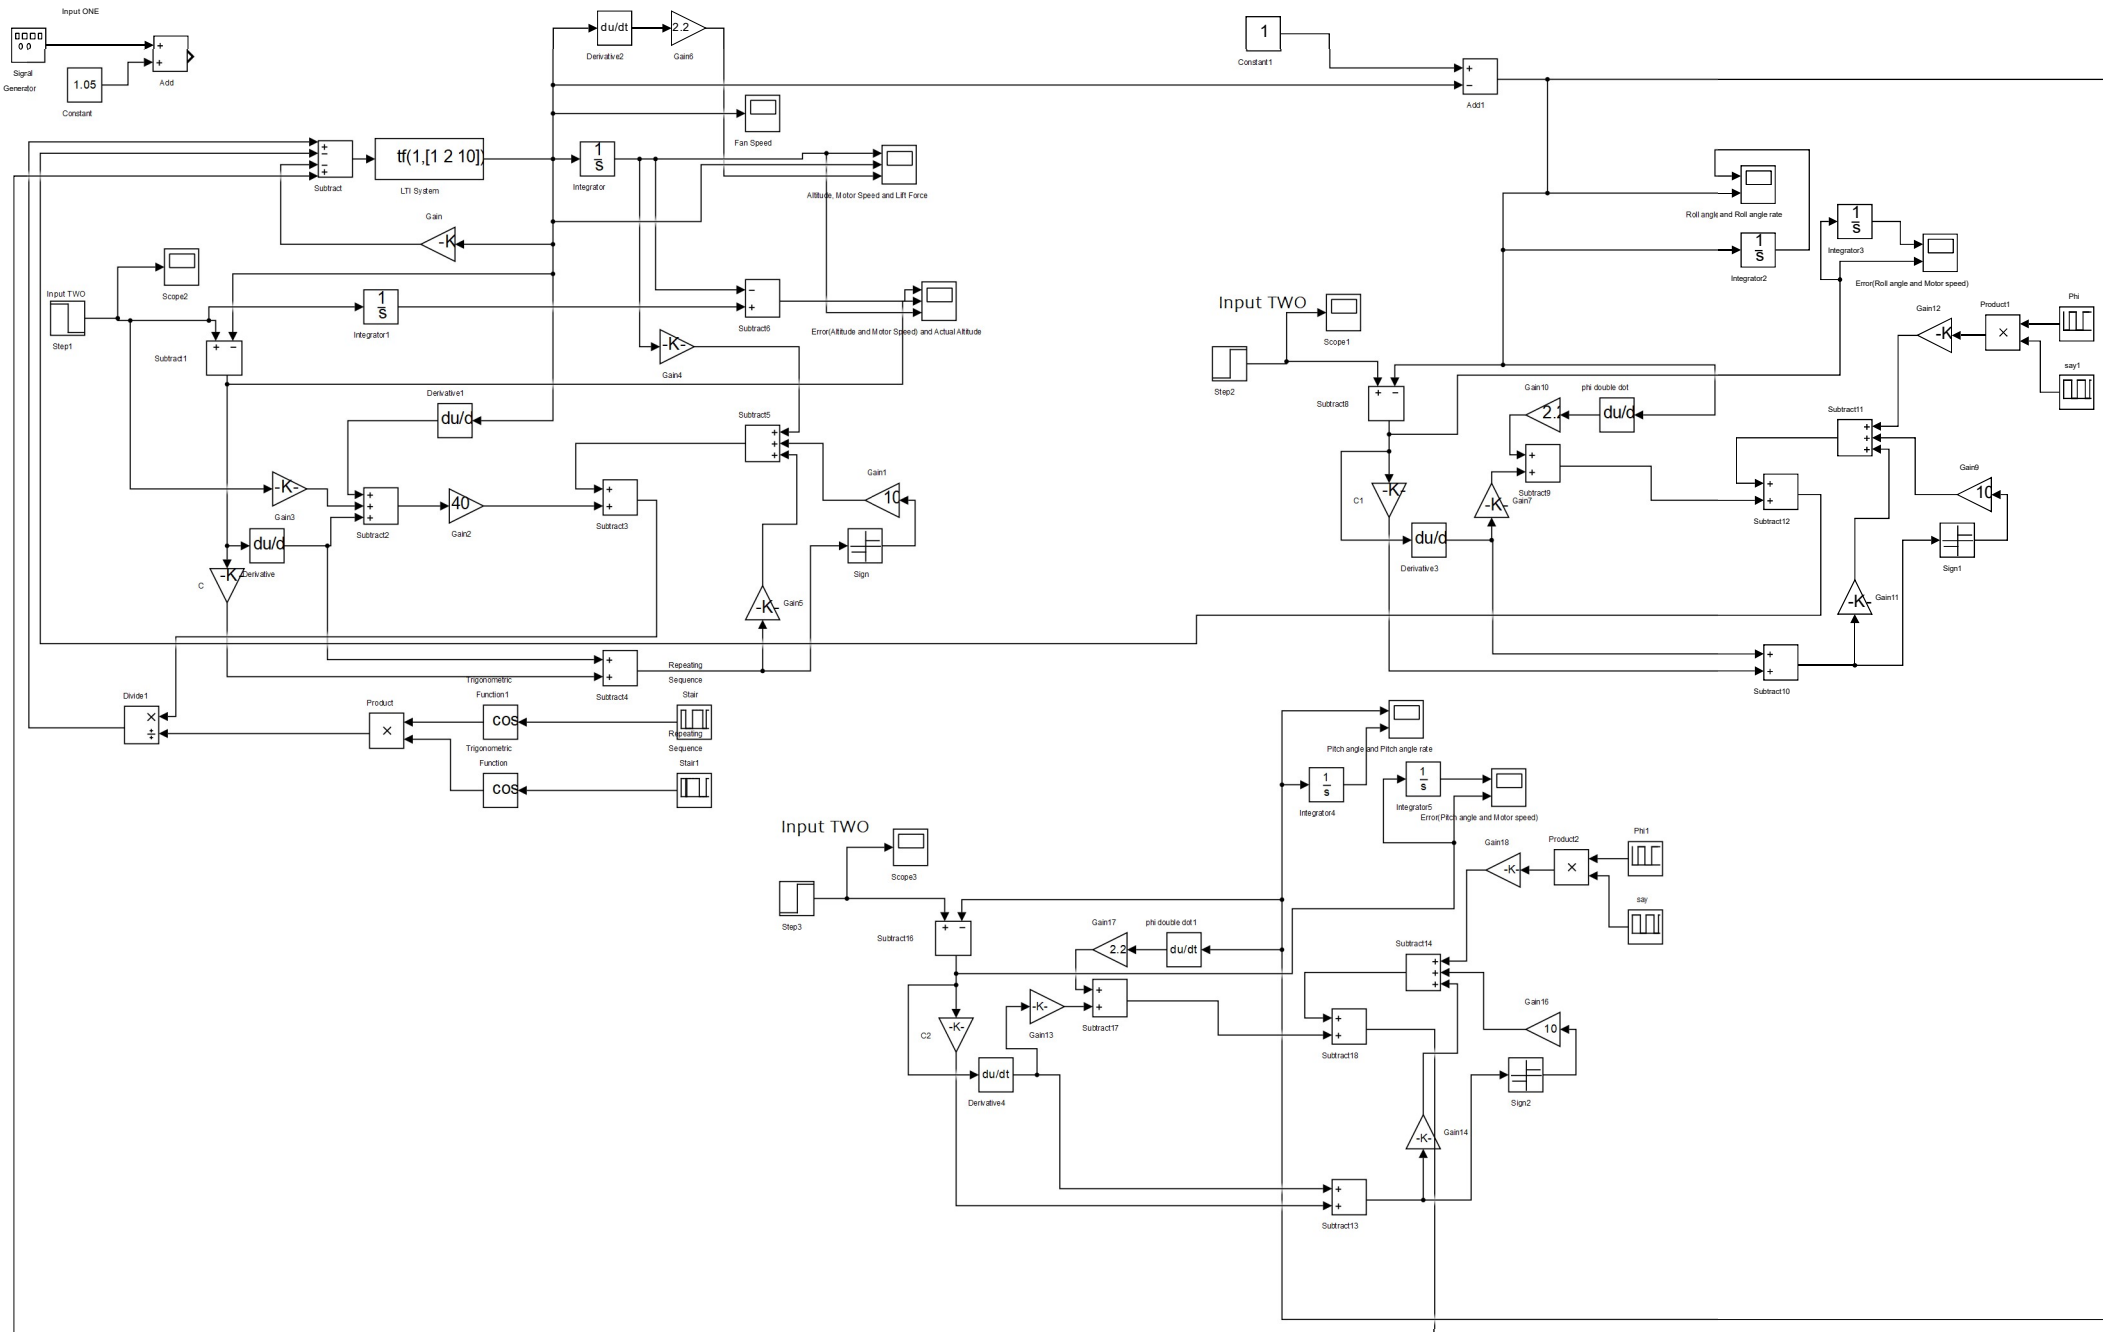 Input ONE
Signal
Generator
1.05
Constant
+
+
Add
du/dt
Derivative2
2.2
Gain6
1
Constant1
+
−
Add1
Fan Speed
+
−
−
+
Subtract
tf(1,[1 2 10])
LTI System
1
s
Integrator
Altitude, Motor Speed and Lift Force
Gain
-K
Scope2
Input TWO
Step1
1
s
Integrator1
+ −
Subtract1
−
+
Subtract6
Error(Altitude and Motor Speed) and Actual Altitude
-K-
Gain4
Derivative1
du/d
Subtract5
+
+
+
Gain1
10
-K-
Gain3
+
+
+
Subtract2
40
Gain2
+
+
Subtract3
du/d
Derivative
C
-K
Sign
-K-
Gain5
+
+
Subtract4
Repeating
Sequence
Stair
Trigonometric
Function1
cos
Divide1
×
÷
Product
×
Repeating
Sequence
Stair1
Trigonometric
Function
cos
Roll angle and Roll angle rate
1
s
Integrator2
1
s
Integrator3
Error(Roll angle and Motor speed)
Input TWO
Scope1
Step2
+ −
Subtract8
Gain12
-K
Product1
×
Phi
say1
Gain10
2.2
phi double dot
du/d
Subtract11
+
+
+
+
+
Subtract9
-K-
Gain7
C1
-K-
du/d
Derivative3
+
+
Subtract12
Gain9
10
Sign1
-K-
Gain11
+
+
Subtract10
Pitch angle and Pitch angle rate
1
s
Integrator4
1
s
Integrator5
Error(Pitch angle and Motor speed)
Input TWO
Scope3
Step3
+ −
Subtract16
Gain18
-K-
Product2
×
Phi1
say
Gain17
2.2
phi double dot1
du/dt
Subtract14
+
+
+
-K-
Gain13
+
+
Subtract17
C2
-K-
du/dt
Derivative4
+
+
Subtract18
Gain16
10
Sign2
-K-
Gain14
+
+
Subtract13